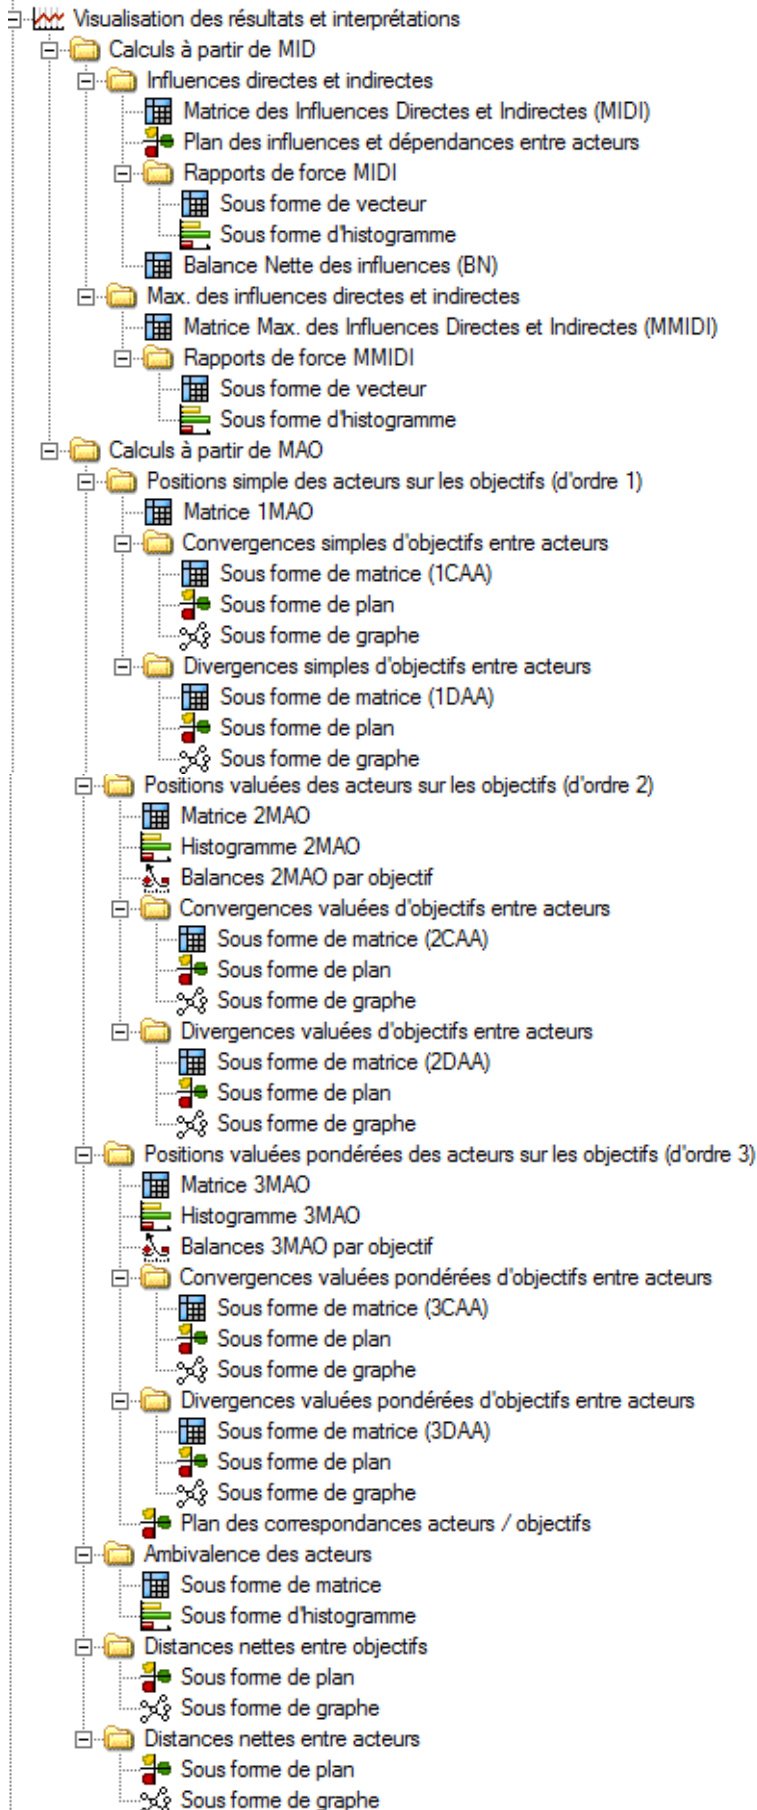 Visualisation des résultats et interprétations
Calculs à partir de MID
Influences directes et indirectes
Matrice des Influences Directes et Indirectes (MIDI)
Plan des influences et dépendances entre acteurs
Rapports de force MIDI
Sous forme de vecteur
Sous forme d'histogramme
Balance Nette des influences (BN)
Max. des influences directes et indirectes
Matrice Max. des Influences Directes et Indirectes (MMIDI)
Rapports de force MMIDI
Sous forme de vecteur
Sous forme d'histogramme
Calculs à partir de MAO
Positions simple des acteurs sur les objectifs (d'ordre 1)
Matrice 1MAO
Convergences simples d'objectifs entre acteurs
Sous forme de matrice (1CAA)
Sous forme de plan
Sous forme de graphe
Divergences simples d'objectifs entre acteurs
Sous forme de matrice (1DAA)
Sous forme de plan
Sous forme de graphe
Positions valuées des acteurs sur les objectifs (d'ordre 2)
Matrice 2MAO
Histogramme 2MAO
Balances 2MAO par objectif
Convergences valuées d'objectifs entre acteurs
Sous forme de matrice (2CAA)
Sous forme de plan
Sous forme de graphe
Divergences valuées d'objectifs entre acteurs
Sous forme de matrice (2DAA)
Sous forme de plan
Sous forme de graphe
Positions valuées pondérées des acteurs sur les objectifs (d'ordre 3)
Matrice 3MAO
Histogramme 3MAO
Balances 3MAO par objectif
Convergences valuées pondérées d'objectifs entre acteurs
Sous forme de matrice (3CAA)
Sous forme de plan
Sous forme de graphe
Divergences valuées pondérées d'objectifs entre acteurs
Sous forme de matrice (3DAA)
Sous forme de plan
Sous forme de graphe
Plan des correspondances acteurs / objectifs
Ambivalence des acteurs
Sous forme de matrice
Sous forme d'histogramme
Distances nettes entre objectifs
Sous forme de plan
Sous forme de graphe
Distances nettes entre acteurs
Sous forme de plan
Sous forme de graphe